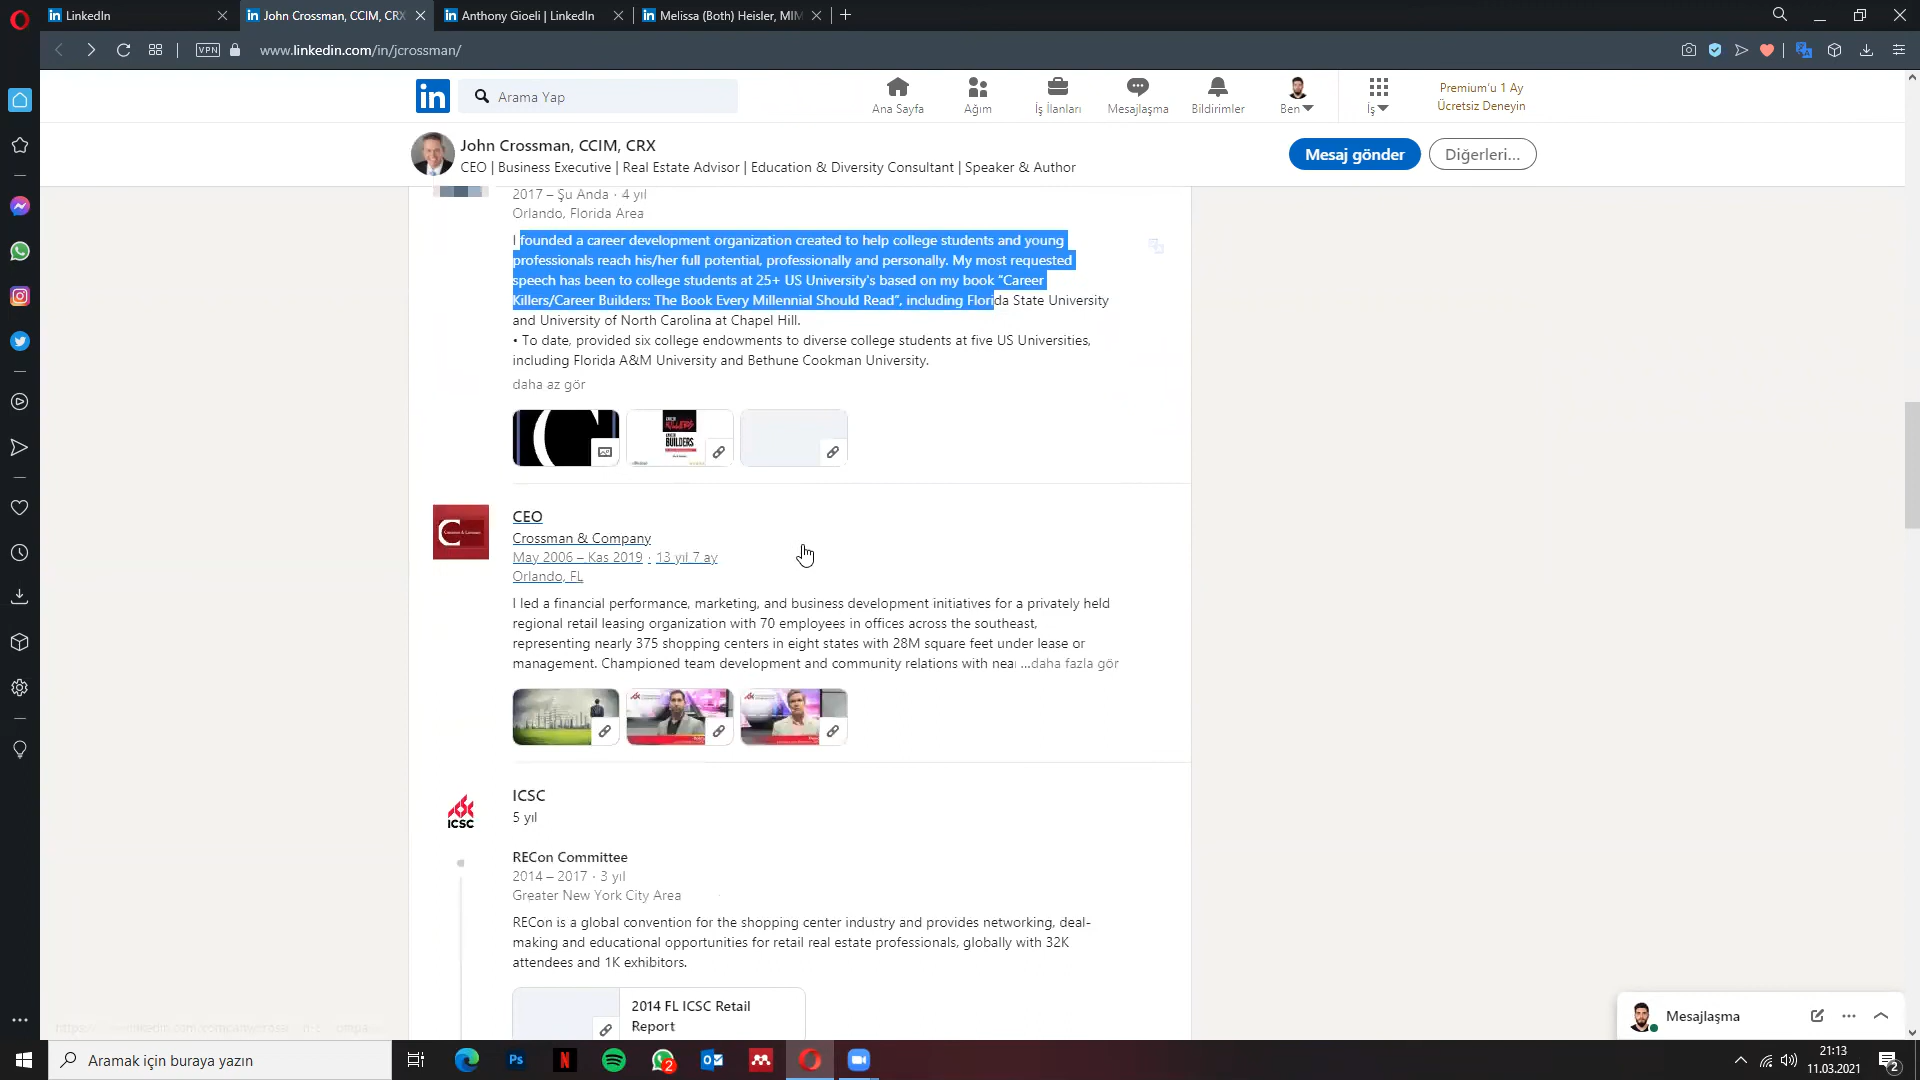 LinkedIn
John Crossman, CCIM, CRX
Anthony Gioeli | LinkedIn
Melissa (Both) Heisler, MIM
VPN
www.linkedin.com/in/jcrossman/
in
Arama Yap
Ana Sayfa
Ağım
İş İlanları
Mesajlaşma
Bildirimler
Ben
İş
Premium'u 1 Ay
Ücretsiz Deneyin
John Crossman, CCIM, CRX
CEO | Business Executive | Real Estate Advisor | Education & Diversity Consultant | Speaker & Author
Mesaj gönder
Diğerleri...
2017 – Şu Anda · 4 yıl
Orlando, Florida Area
I founded a career development organization created to help college students and young
professionals reach his/her full potential, professionally and personally. My most requested
speech has been to college students at 25+ US University's based on my book “Career
Killers/Career Builders: The Book Every Millennial Should Read”, including Florida State University
and University of North Carolina at Chapel Hill.
• To date, provided six college endowments to diverse college students at five US Universities,
including Florida A&M University and Bethune Cookman University.
daha az gör
BUILDERS
CEO
Crossman & Company
May 2006 – Kas 2019 · 13 yıl 7 ay
Orlando, FL
I led a financial performance, marketing, and business development initiatives for a privately held
regional retail leasing organization with 70 employees in offices across the southeast,
representing nearly 375 shopping centers in eight states with 28M square feet under lease or
management. Championed team development and community relations with nea ...daha fazla gör
ICSC
ICSC
5 yıl
RECon Committee
2014 – 2017 · 3 yıl
Greater New York City Area
RECon is a global convention for the shopping center industry and provides networking, deal-
making and educational opportunities for retail real estate professionals, globally with 32K
attendees and 1K exhibitors.
2014 FL ICSC Retail
Report
Mesajlaşma
Aramak için buraya yazın
Ps
N
2
21:13
11.03.2021
2